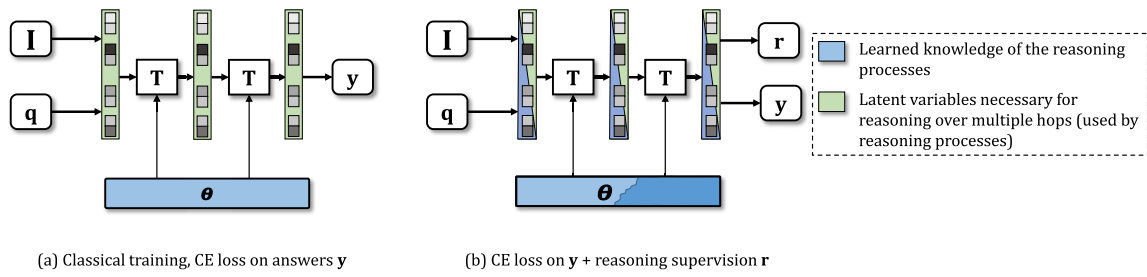 I
q
T
T
y
θ
(a) Classical training, CE loss on answers y
I
q
T
T
r
y
θ
(b) CE loss on y + reasoning supervision r
Learned knowledge of the reasoning
processes
Latent variables necessary for
reasoning over multiple hops (used by
reasoning processes)